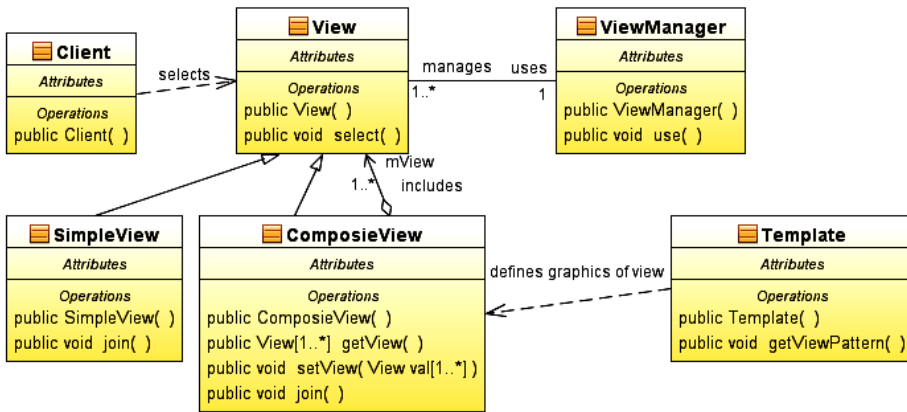 Client
Attributes
Operations
public Client( )
selects
View
Attributes
Operations
public View( )
public void select( )
manages
1..*
uses
1
ViewManager
Attributes
Operations
public ViewManager( )
public void use( )
mView
1..*
includes
SimpleView
Attributes
Operations
public SimpleView( )
public void join( )
ComposieView
Attributes
Operations
public ComposieView( )
public View[1..*] getView( )
public void setView( View val[1..*] )
public void join( )
defines graphics of view
Template
Attributes
Operations
public Template( )
public void getViewPattern( )